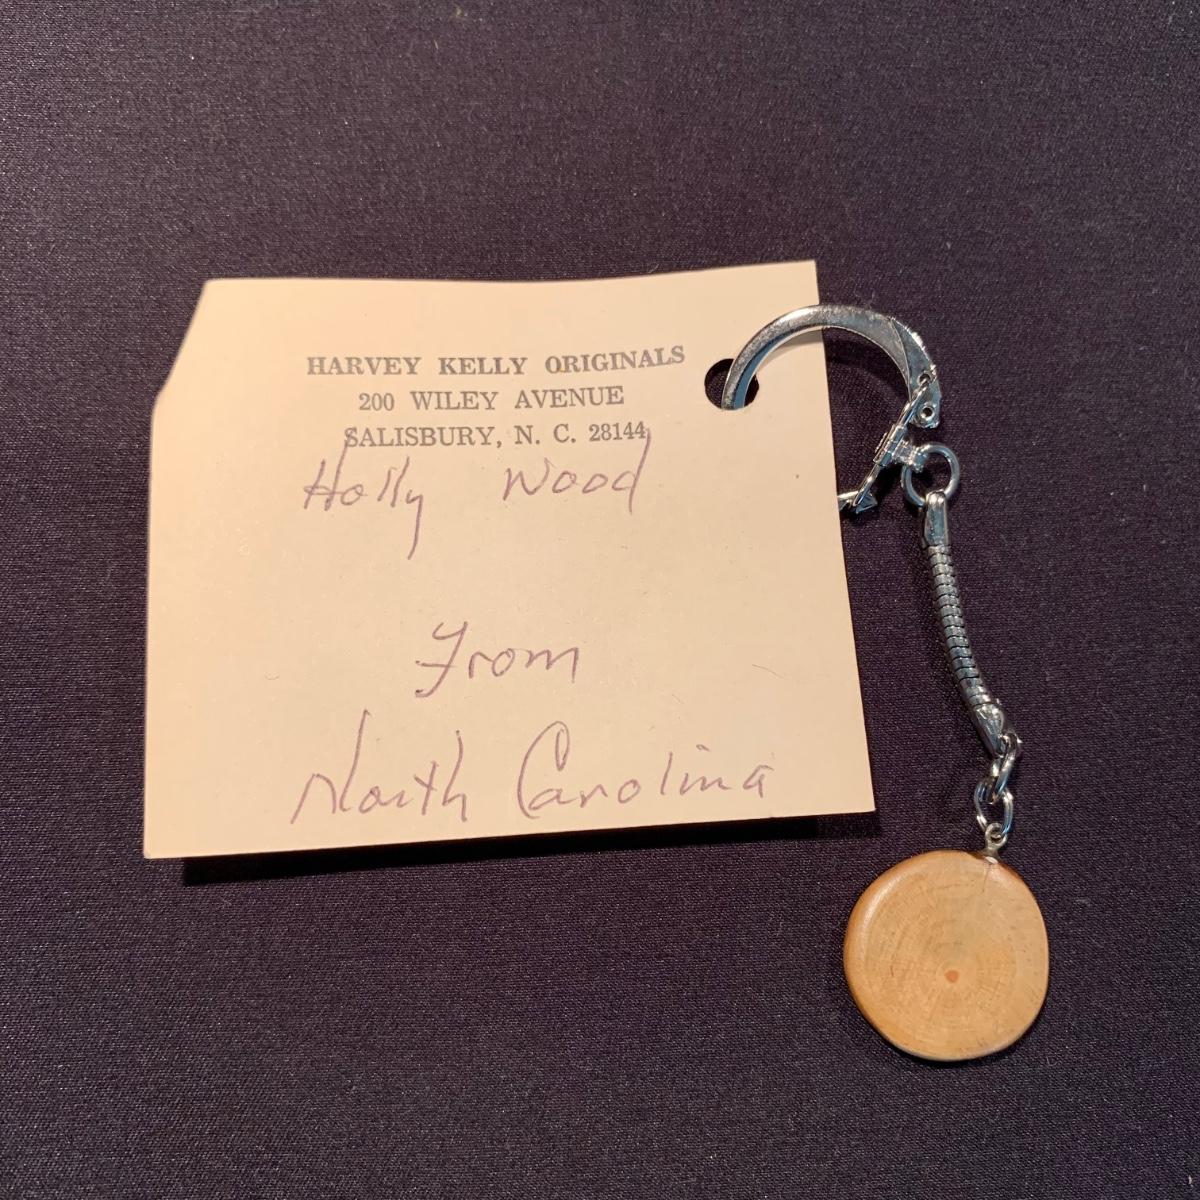 HARVEY KELLY ORIGINALS
200 WILEY AVENUE
SALISBURY, N. C. 28144
Holly Wood
From
North Carolina